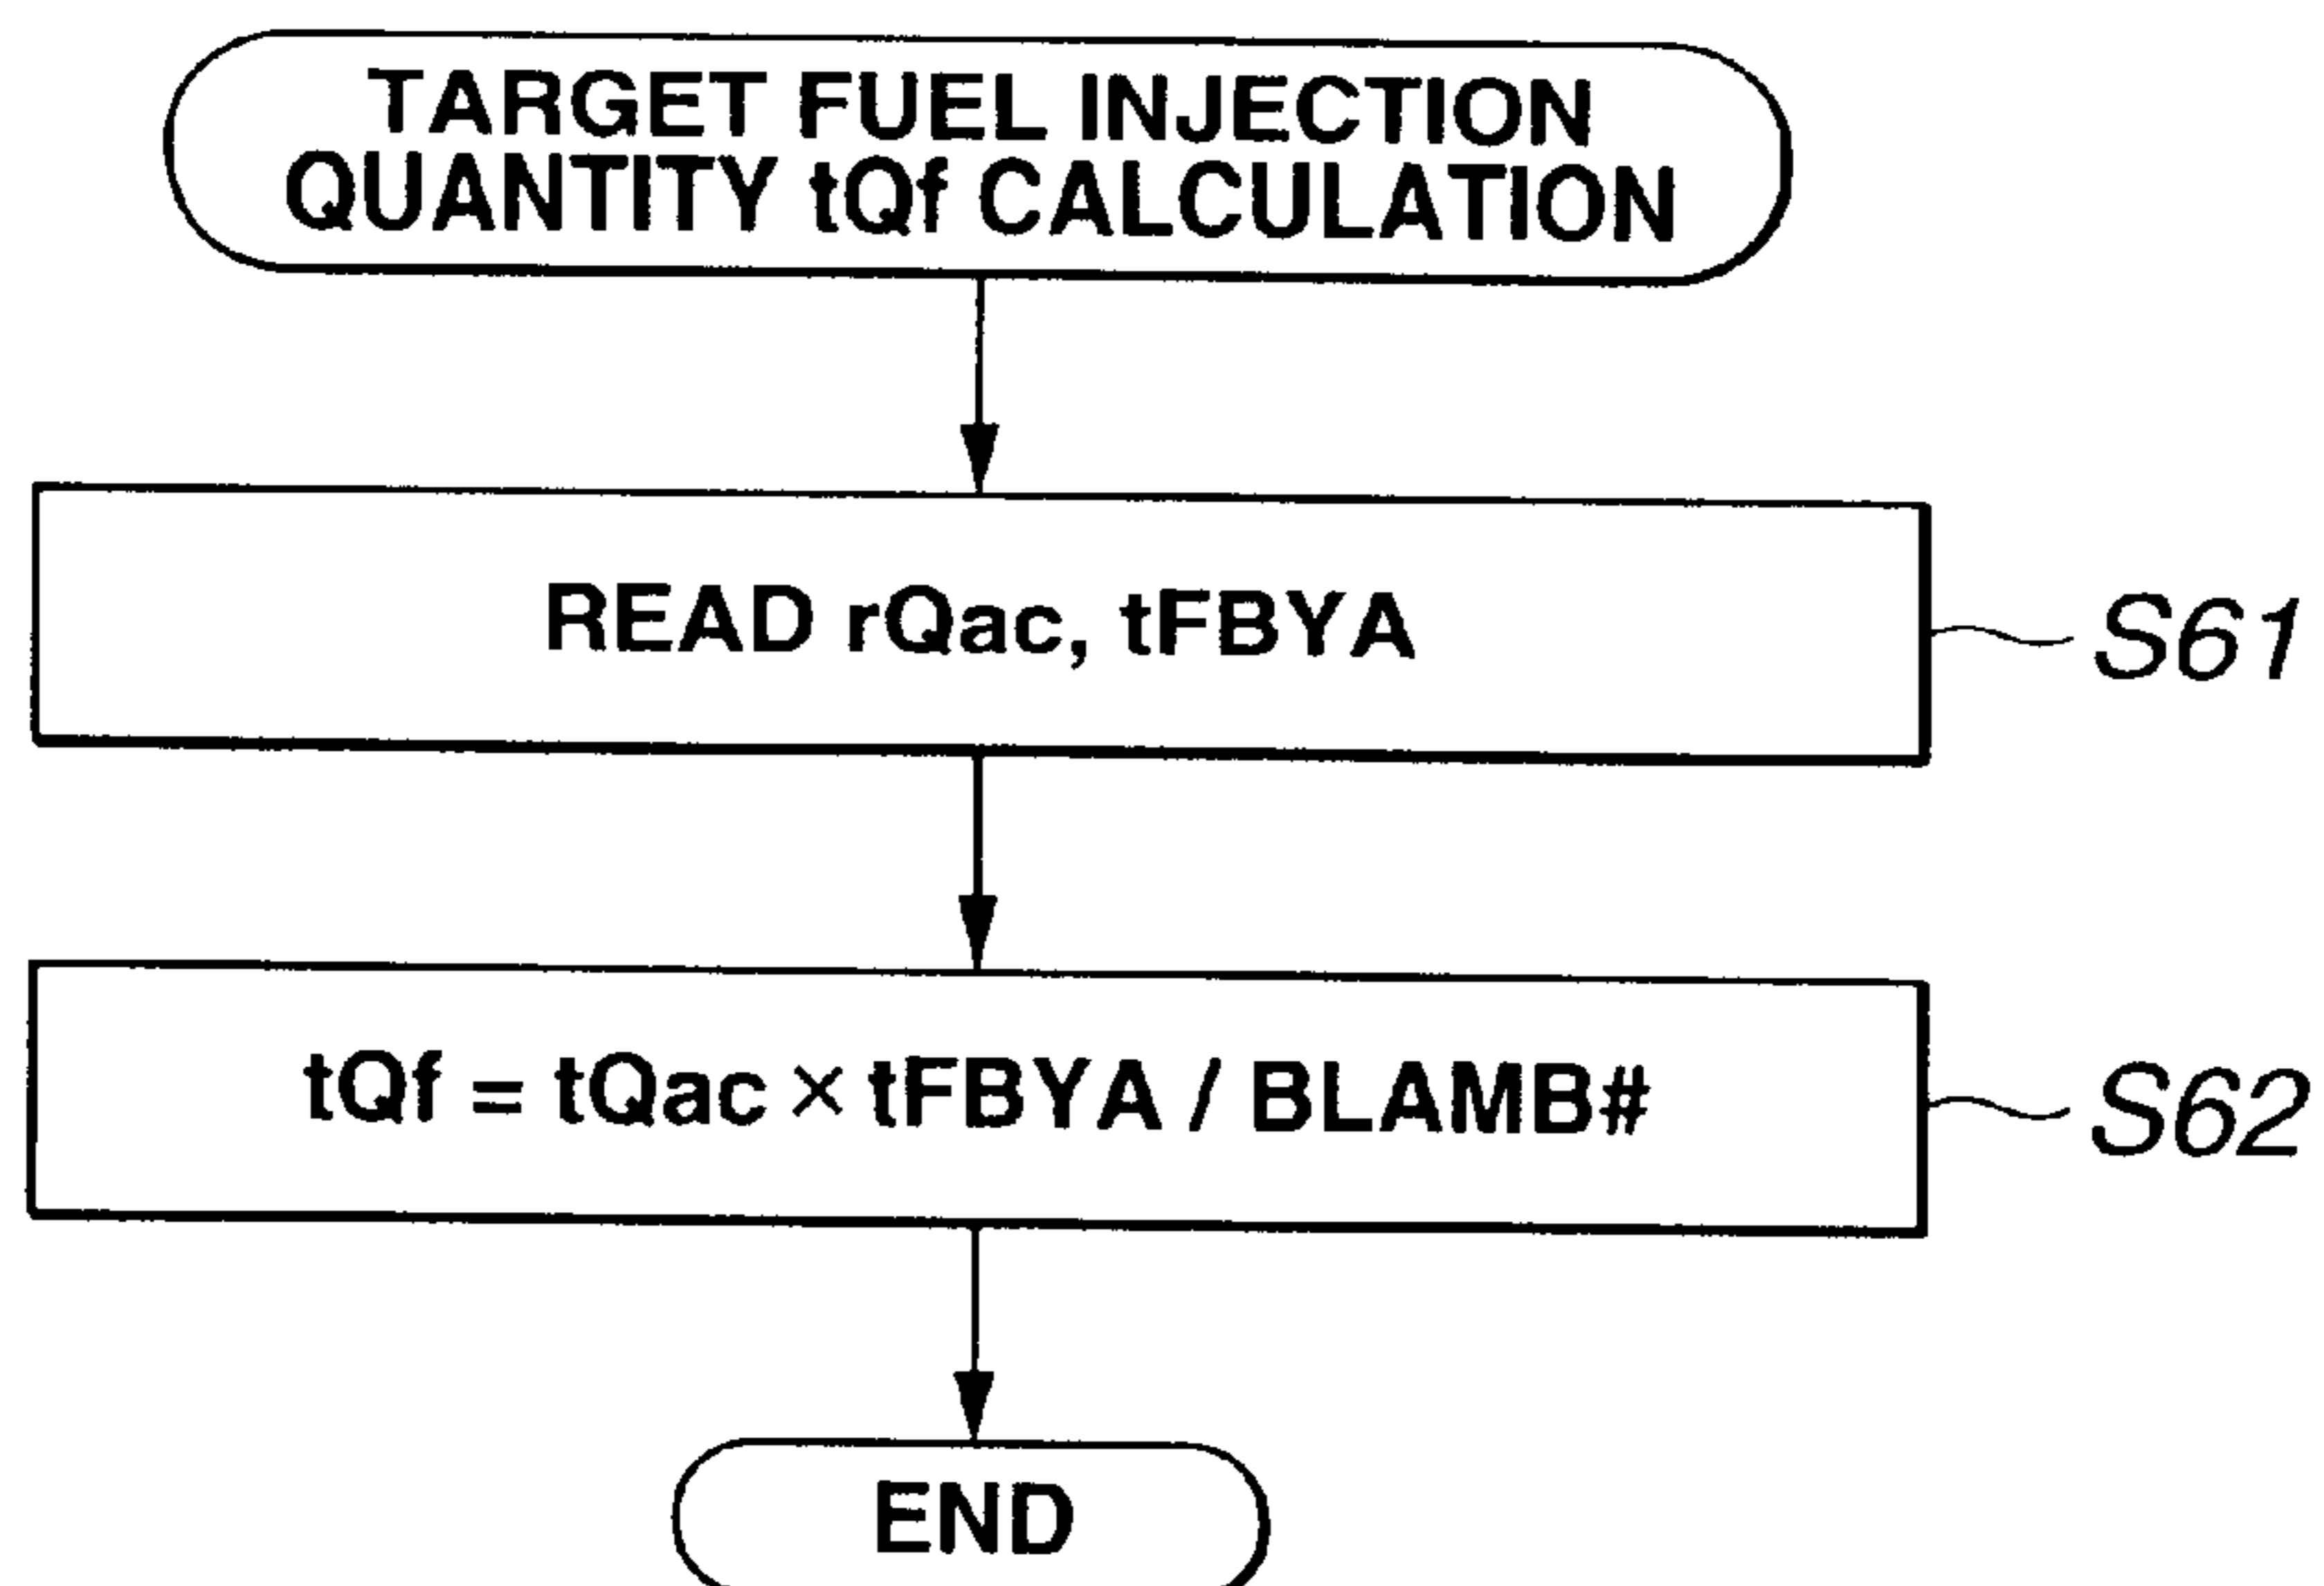 TARGET FUEL INJECTION
QUANTITY tQf CALCULATION
READ rQac, tFBYA
S61
tQf = tQac × tFBYA / BLAMB#
S62
END